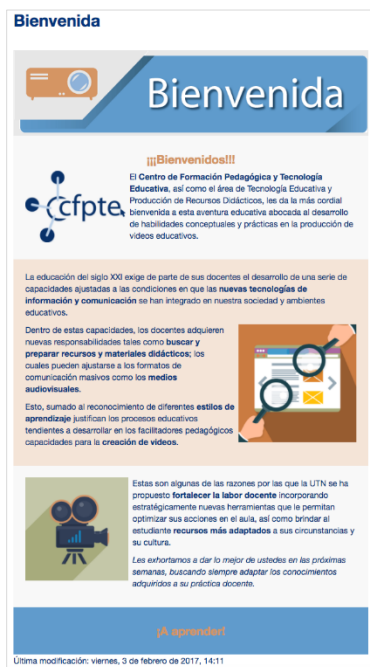 Bienvenida
Bienvenida
¡¡¡Bienvenidos!!!
cfpte
El Centro de Formación Pedagógica y Tecnología
Educativa, así como el área de Tecnología Educativa y
Producción de Recursos Didácticos, les da la más cordial
bienvenida a esta aventura educativa abocada al desarrollo
de habilidades conceptuales y prácticas en la producción de
videos educativos.
La educación del siglo XXI exige de parte de sus docentes el desarrollo de una serie de
capacidades ajustadas a las condiciones en que las nuevas tecnologías de
información y comunicación se han integrado en nuestra sociedad y ambientes
educativos.
Dentro de estas capacidades, los docentes adquieren
nuevas responsabilidades tales como buscar y
preparar recursos y materiales didácticos; los
cuales pueden ajustarse a los formatos de
comunicación masivos como los medios
audiovisuales.
Esto, sumado al reconocimiento de diferentes estilos de
aprendizaje justifican los procesos educativos
tendientes a desarrollar en los facilitadores pedagógicos
capacidades para la creación de videos.
Estas son algunas de las razones por las que la UTN se ha
propuesto fortalecer la labor docente incorporando
estratégicamente nuevas herramientas que le permitan
optimizar sus acciones en el aula, así como brindar al
estudiante recursos más adaptados a sus circunstancias y
su cultura.
Les exhortamos a dar lo mejor de ustedes en las próximas
semanas, buscando siempre adaptar los conocimientos
adquiridos a su práctica docente.
¡A aprender!
Última modificación: viernes, 3 de febrero de 2017, 14:11